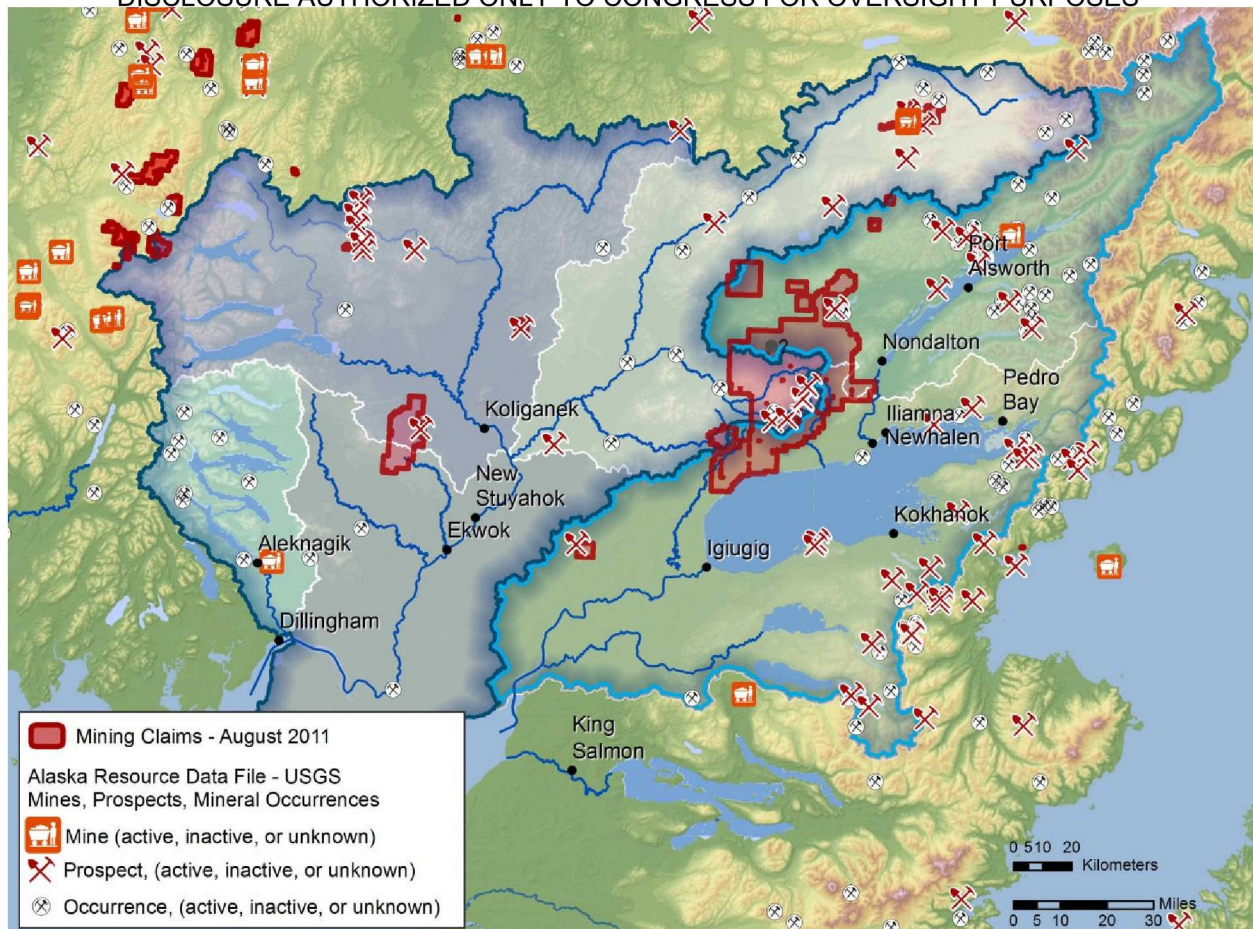 DISCLOSURE AUTHORIZED ONLY TO CONGRESS FOR OVERSIGHT PURPOSES
Port
Alsworth
Nondalton
Pedro
Bay
Iliamna
Newhalen
Koliganek
New
Stuyahok
Ekwok
Kokhanok
Igiugig
Aleknagik
Dillingham
King
Salmon
Mining Claims - August 2011
Alaska Resource Data File - USGS
Mines, Prospects, Mineral Occurrences
Mine (active, inactive, or unknown)
Prospect, (active, inactive, or unknown)
Occurrence, (active, inactive, or unknown)
0 5 10 20
Kilometers
Miles
0 5 10 20 30